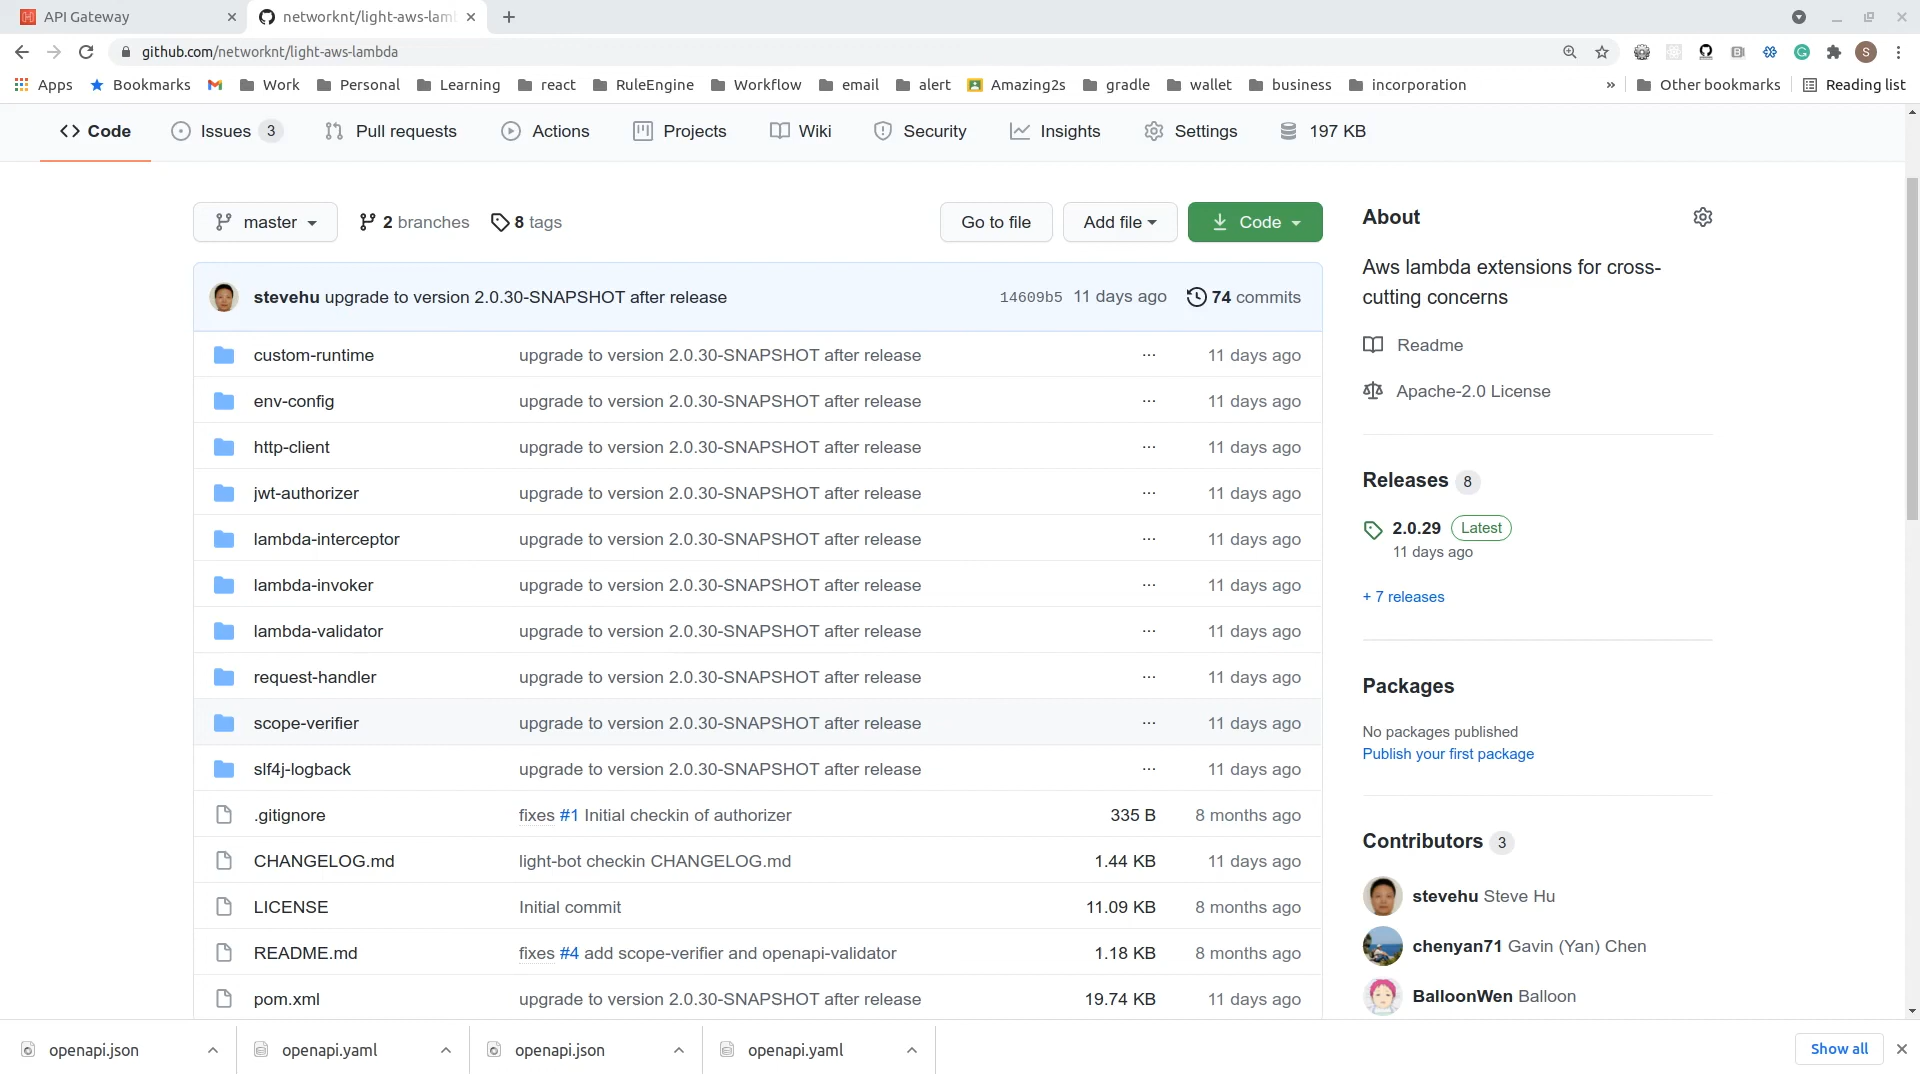 API Gateway
networknt/light-aws-lam
github.com/networknt/light-aws-lambda
S
Apps Bookmarks Work Personal Learning react RuleEngine Workflow email alert Amazing2s gradle wallet business incorporation » Other bookmarks Reading list
Code Issues 3 Pull requests Actions Projects Wiki Security Insights Settings 197 KB
master 2 branches 8 tags Go to file Add file Code
stevehu upgrade to version 2.0.30-SNAPSHOT after release 14609b5 11 days ago 74 commits
custom-runtime upgrade to version 2.0.30-SNAPSHOT after release ... 11 days ago
env-config upgrade to version 2.0.30-SNAPSHOT after release ... 11 days ago
http-client upgrade to version 2.0.30-SNAPSHOT after release ... 11 days ago
jwt-authorizer upgrade to version 2.0.30-SNAPSHOT after release ... 11 days ago
lambda-interceptor upgrade to version 2.0.30-SNAPSHOT after release ... 11 days ago
lambda-invoker upgrade to version 2.0.30-SNAPSHOT after release ... 11 days ago
lambda-validator upgrade to version 2.0.30-SNAPSHOT after release ... 11 days ago
request-handler upgrade to version 2.0.30-SNAPSHOT after release ... 11 days ago
scope-verifier upgrade to version 2.0.30-SNAPSHOT after release ... 11 days ago
slf4j-logback upgrade to version 2.0.30-SNAPSHOT after release ... 11 days ago
.gitignore fixes #1 Initial checkin of authorizer 335 B 8 months ago
CHANGELOG.md light-bot checkin CHANGELOG.md 1.44 KB 11 days ago
LICENSE Initial commit 11.09 KB 8 months ago
README.md fixes #4 add scope-verifier and openapi-validator 1.18 KB 8 months ago
pom.xml upgrade to version 2.0.30-SNAPSHOT after release 19.74 KB 11 days ago
About
Aws lambda extensions for cross-
cutting concerns
Readme
Apache-2.0 License
Releases 8
2.0.29 Latest
11 days ago
+ 7 releases
Packages
No packages published
Publish your first package
Contributors 3
stevehu Steve Hu
chenyan71 Gavin (Yan) Chen
BalloonWen Balloon
openapi.json openapi.yaml openapi.json openapi.yaml Show all